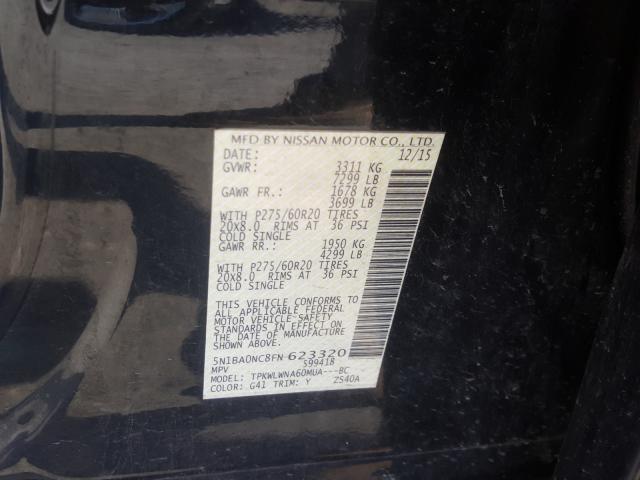 MFD BY NISSAN MOTOR CO., LTD.
DATE: 12/15
GVWR: 3311 KG
7299 LB
GAWR FR.: 1678 KG
3699 LB
WITH P275/60R20 TIRES
20x8.0 RIMS AT 36 PSI
COLD SINGLE
GAWR RR.: 1950 KG
4299 LB
WITH P275/60R20 TIRES
20x8.0 RIMS AT 36 PSI
COLD SINGLE
THIS VEHICLE CONFORMS TO
ALL APPLICABLE FEDERAL
MOTOR VEHICLE-SAFETY
STANDARDS IN EFFECT ON
THE DATE OF MANUFACTURE
SHOWN ABOVE.
5N1BA0NC8FN 623320
MPV S99418
MODEL: TPKWLWNA60MUA---BC
COLOR: G41 TRIM: Y ZS40A